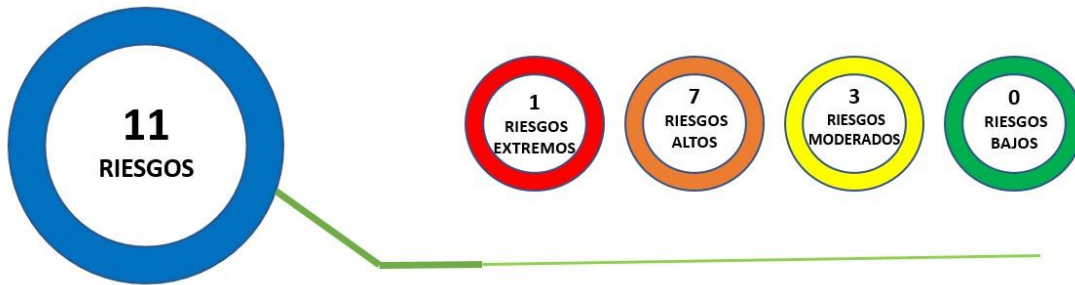 11
RIESGOS
1
RIESGOS
EXTREMOS
7
RIESGOS
ALTOS
3
RIESGOS
MODERADOS
0
RIESGOS
BAJOS